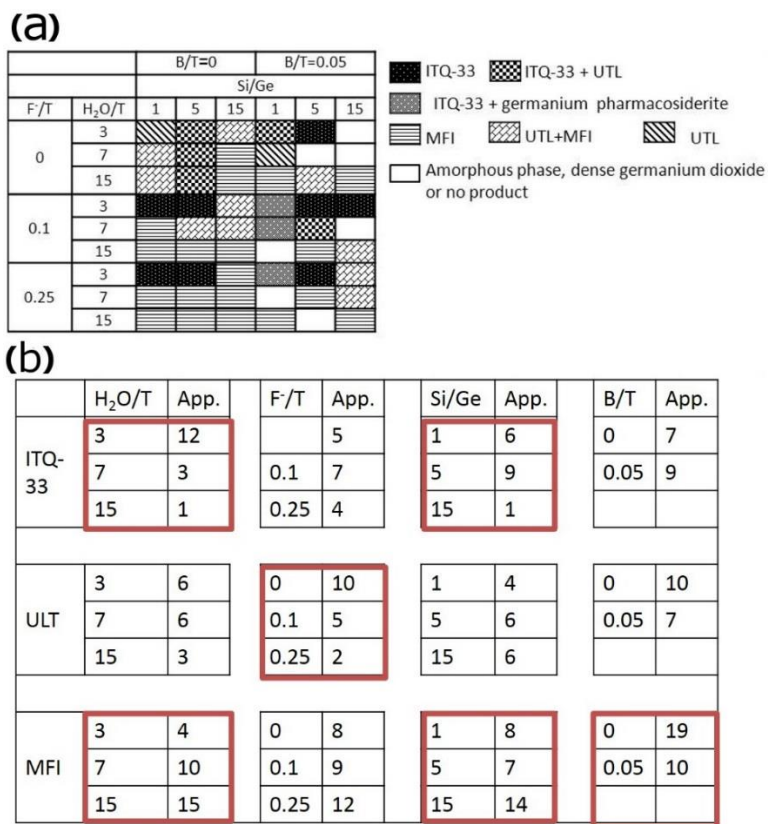 (a)
B/T=0 B/T=0.05
Si/Ge
F-/T H2O/T 1 5 15 1 5 15
0 3
7
15
0.1 3
7
15
0.25 3
7
15
ITQ-33 ITQ-33 + UTL
ITQ-33 + germanium pharmacosiderite
MFI UTL+MFI UTL
Amorphous phase, dense germanium dioxide
or no product
(b)
H2O/T App. F-/T App. Si/Ge App. B/T App.
ITQ-33 3 12 5 1 6 0 7
7 3 0.1 7 5 9 0.05 9
15 1 0.25 4 15 1
ULT 3 6 0 10 1 4 0 10
7 6 0.1 5 5 6 0.05 7
15 3 0.25 2 15 6
MFI 3 4 0 8 1 8 0 19
7 10 0.1 9 5 7 0.05 10
15 15 0.25 12 15 14